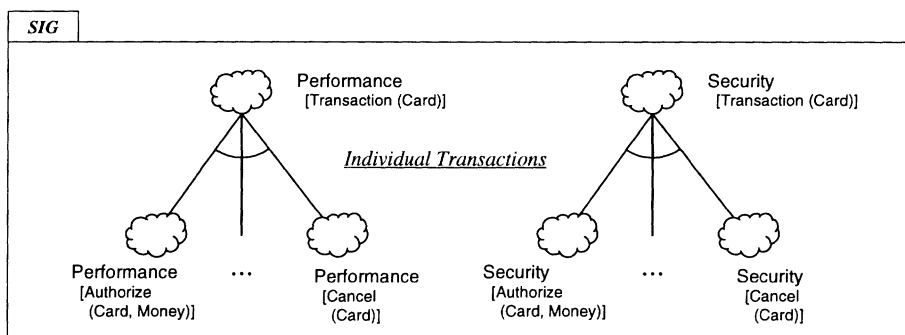 SIG
Performance
[Transaction (Card)]
Security
[Transaction (Card)]
Individual Transactions
Performance
[Authorize
(Card, Money)]
...
Performance
[Cancel
(Card)]
Security
[Authorize
(Card, Money)]
...
Security
[Cancel
(Card)]